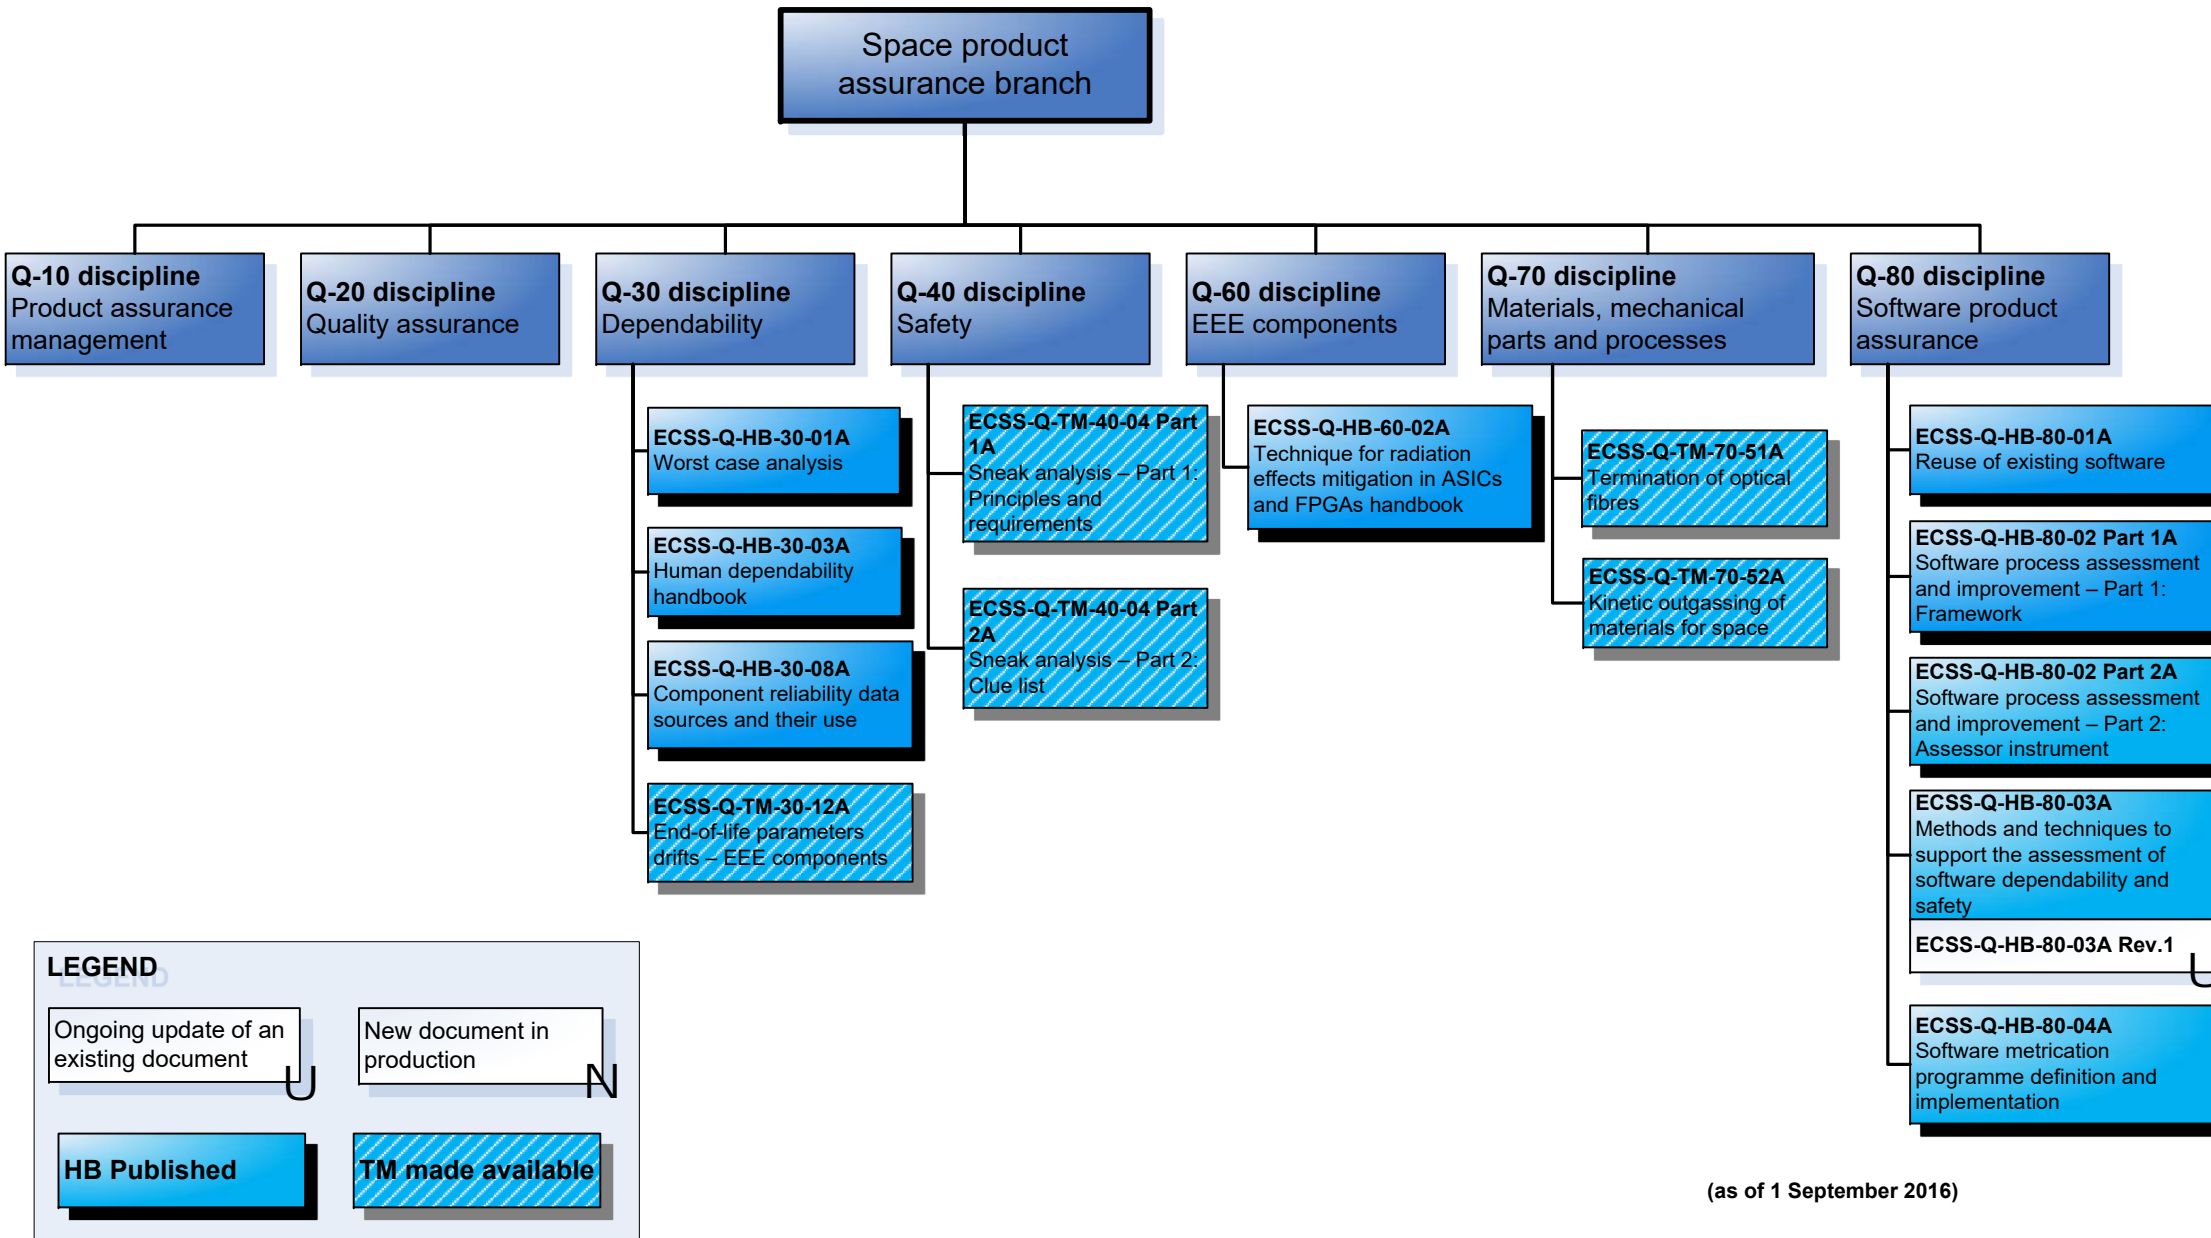 Space product
assurance branch
Q-10 discipline
Product assurance
management
Q-20 discipline
Quality assurance
Q-30 discipline
Dependability
Q-40 discipline
Safety
Q-60 discipline
EEE components
Q-70 discipline
Materials, mechanical
parts and processes
Q-80 discipline
Software product
assurance
ECSS-Q-HB-30-01A
Worst case analysis
ECSS-Q-HB-30-03A
Human dependability
handbook
ECSS-Q-HB-30-08A
Component reliability data
sources and their use
ECSS-Q-TM-30-12A
End-of-life parameters
drifts – EEE components
ECSS-Q-TM-40-04 Part
1A
Sneak analysis – Part 1:
Principles and
requirements
ECSS-Q-TM-40-04 Part
2A
Sneak analysis – Part 2:
Clue list
ECSS-Q-HB-60-02A
Technique for radiation
effects mitigation in ASICs
and FPGAs handbook
ECSS-Q-TM-70-51A
Termination of optical
fibres
ECSS-Q-TM-70-52A
Kinetic outgassing of
materials for space
ECSS-Q-HB-80-01A
Reuse of existing software
ECSS-Q-HB-80-02 Part 1A
Software process assessment
and improvement – Part 1:
Framework
ECSS-Q-HB-80-02 Part 2A
Software process assessment
and improvement – Part 2:
Assessor instrument
ECSS-Q-HB-80-03A
Methods and techniques to
support the assessment of
software dependability and
safety
ECSS-Q-HB-80-03A Rev.1
U
ECSS-Q-HB-80-04A
Software metrication
programme definition and
implementation
LEGEND
Ongoing update of an
existing document
U
New document in
production
N
HB Published
TM made available
(as of 1 September 2016)